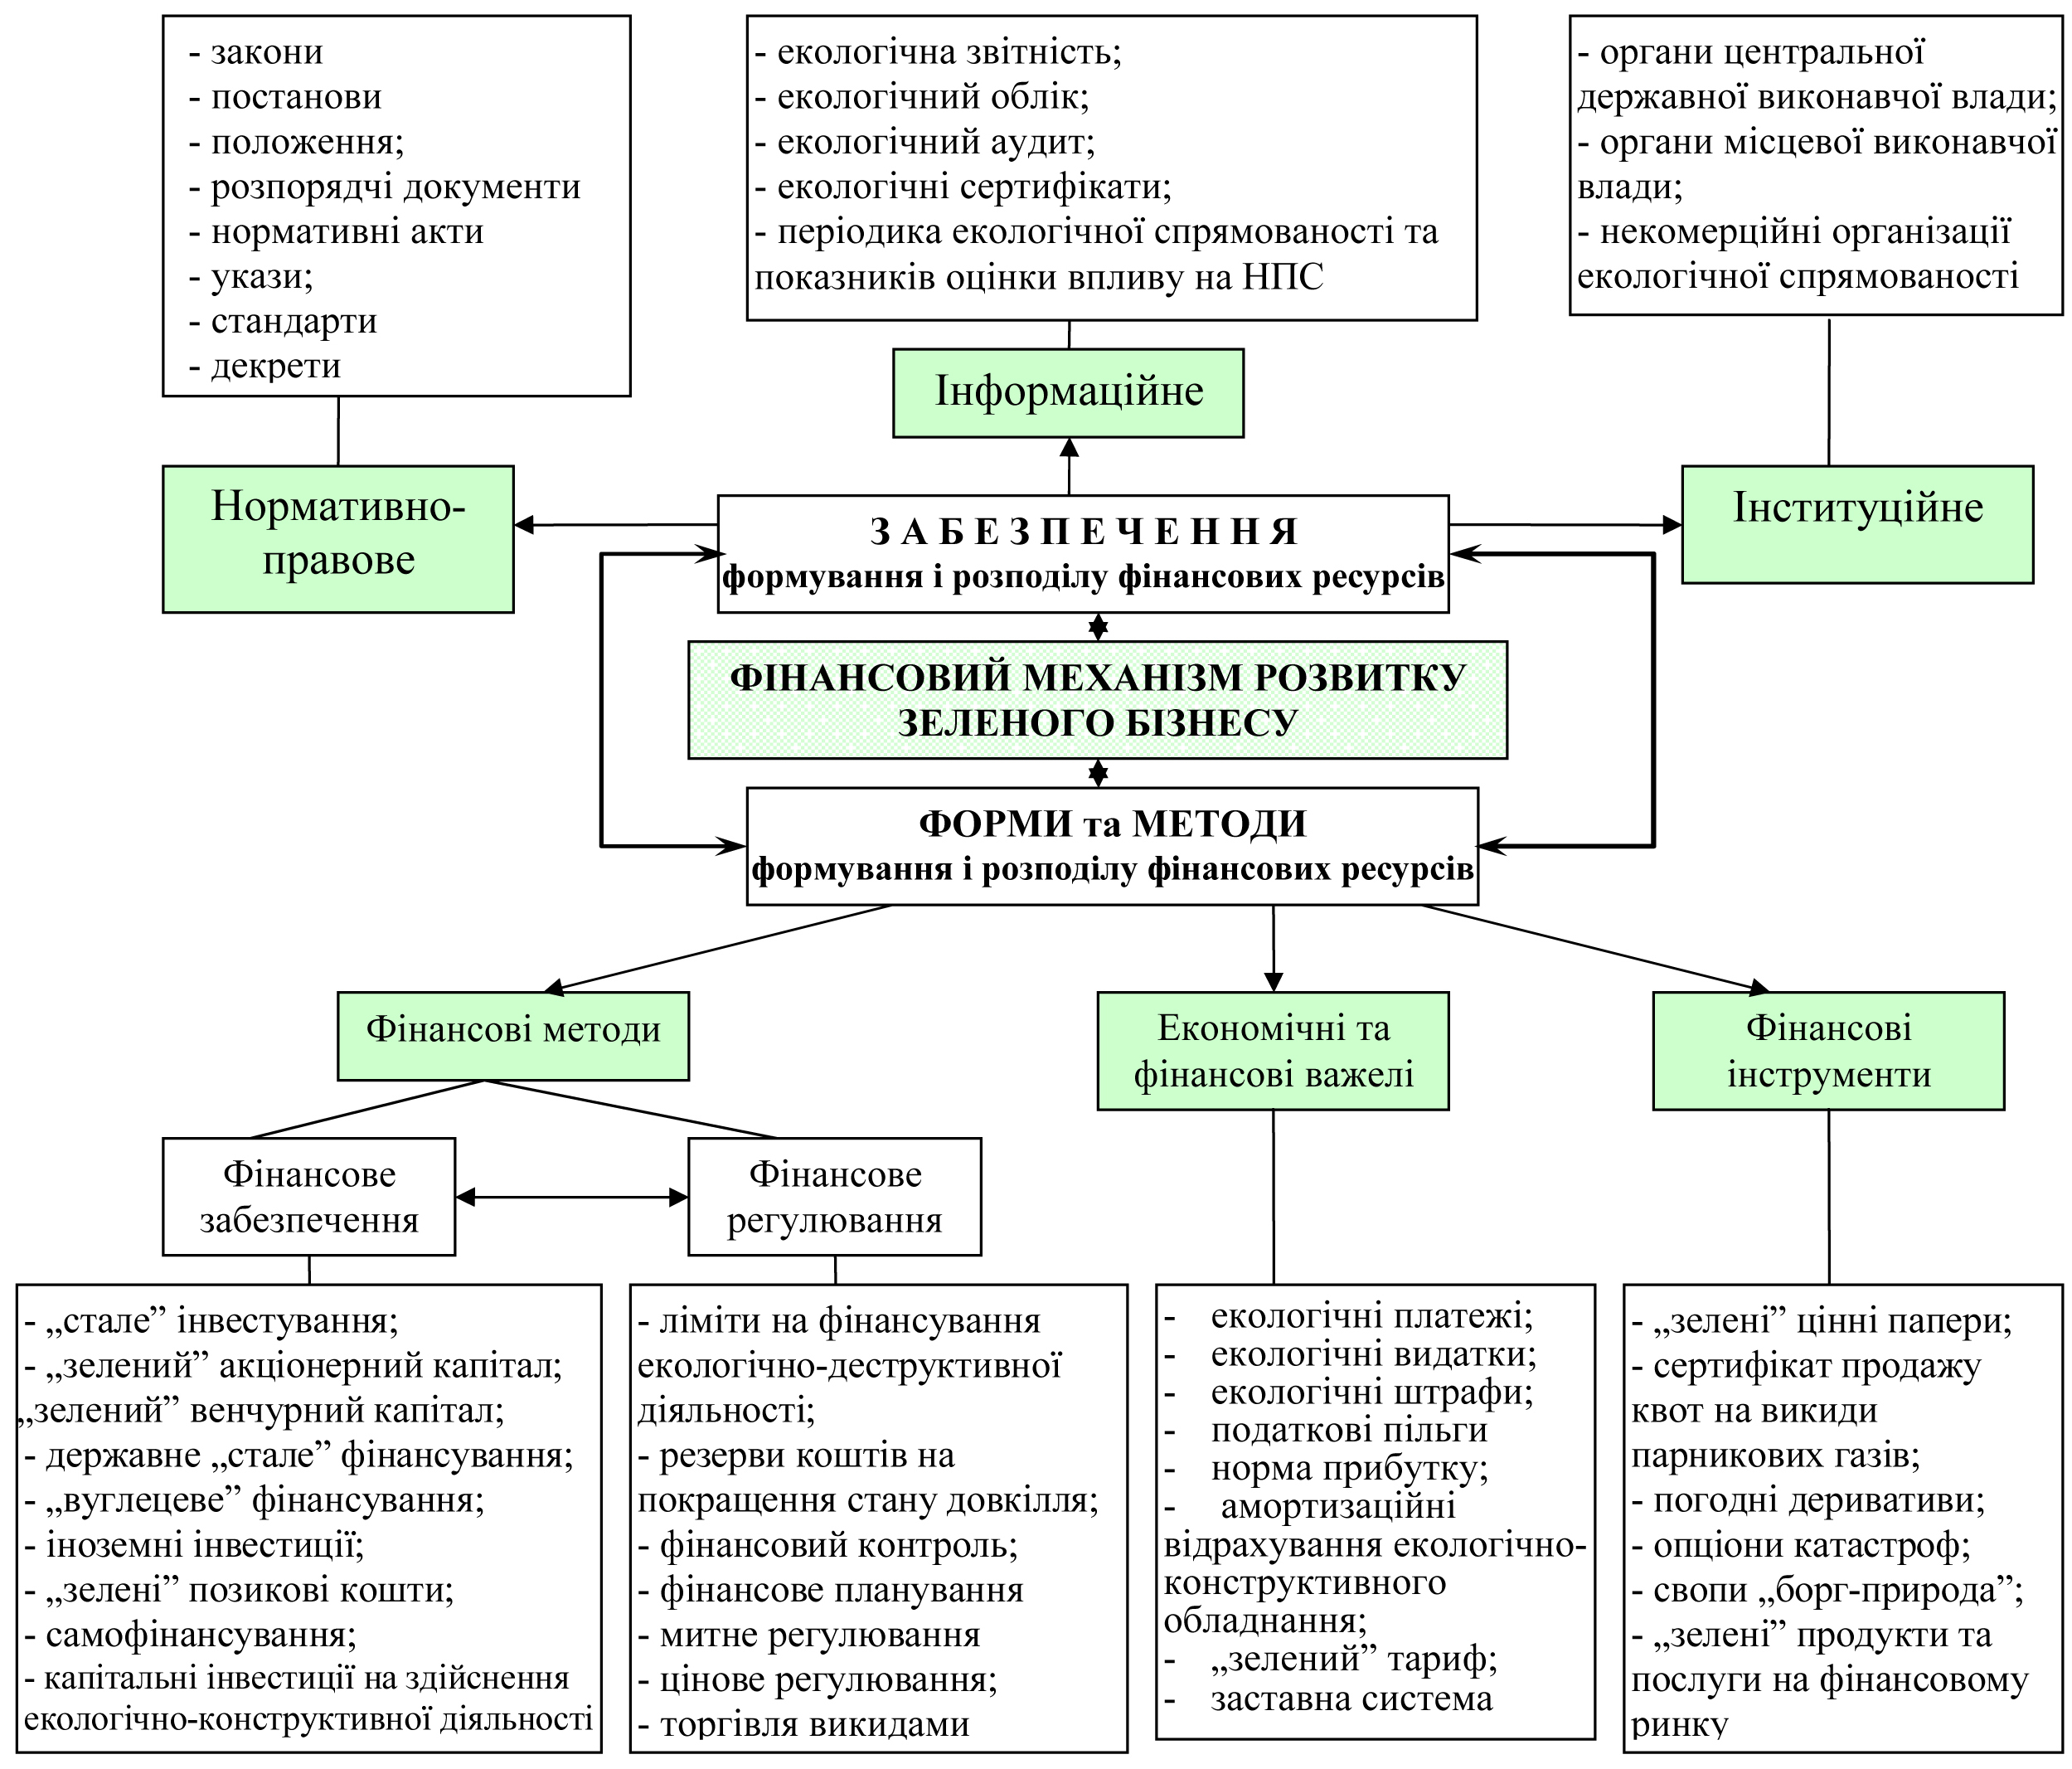 - закони
- постанови
- положення;
- розпорядчі документи
- нормативні акти
- укази;
- стандарти
- декрети
- екологічна звітність;
- екологічний облік;
- екологічний аудит;
- екологічні сертифікати;
- періодика екологічної спрямованості та
показників оцінки впливу на НПС
- органи центральної
державної виконавчої влади;
- органи місцевої виконавчої
влади;
- некомерційні організації
екологічної спрямованості
Інформаційне
Нормативно-
правове
Інституційне
З А Б Е З П Е Ч Е Н Н Я
формування і розподілу фінансових ресурсів
ФІНАНСОВИЙ МЕХАНІЗМ РОЗВИТКУ
ЗЕЛЕНОГО БІЗНЕСУ
ФОРМИ та МЕТОДИ
формування і розподілу фінансових ресурсів
Фінансові методи
Економічні та
фінансові важелі
Фінансові
інструменти
Фінансове
забезпечення
Фінансове
регулювання
- „стале” інвестування;
- „зелений” акціонерний капітал;
„зелений” венчурний капітал;
- державне „стале” фінансування;
- „вуглецеве” фінансування;
- іноземні інвестиції;
- „зелені” позикові кошти;
- самофінансування;
- капітальні інвестиції на здійснення
екологічно-конструктивної діяльності
- ліміти на фінансування
екологічно-деструктивної
діяльності;
- резерви коштів на
покращення стану довкілля;
- фінансовий контроль;
- фінансове планування
- митне регулювання
- цінове регулювання;
- торгівля викидами
- екологічні платежі;
- екологічні видатки;
- екологічні штрафи;
- податкові пільги
- норма прибутку;
- амортизаційні
відрахування екологічно-
конструктивного
обладнання;
- „зелений” тариф;
- заставна система
- „зелені” цінні папери;
- сертифікат продажу
квот на викиди
парникових газів;
- погодні деривативи;
- опціони катастроф;
- свопи „борг-природа”;
- „зелені” продукти та
послуги на фінансовому
ринку